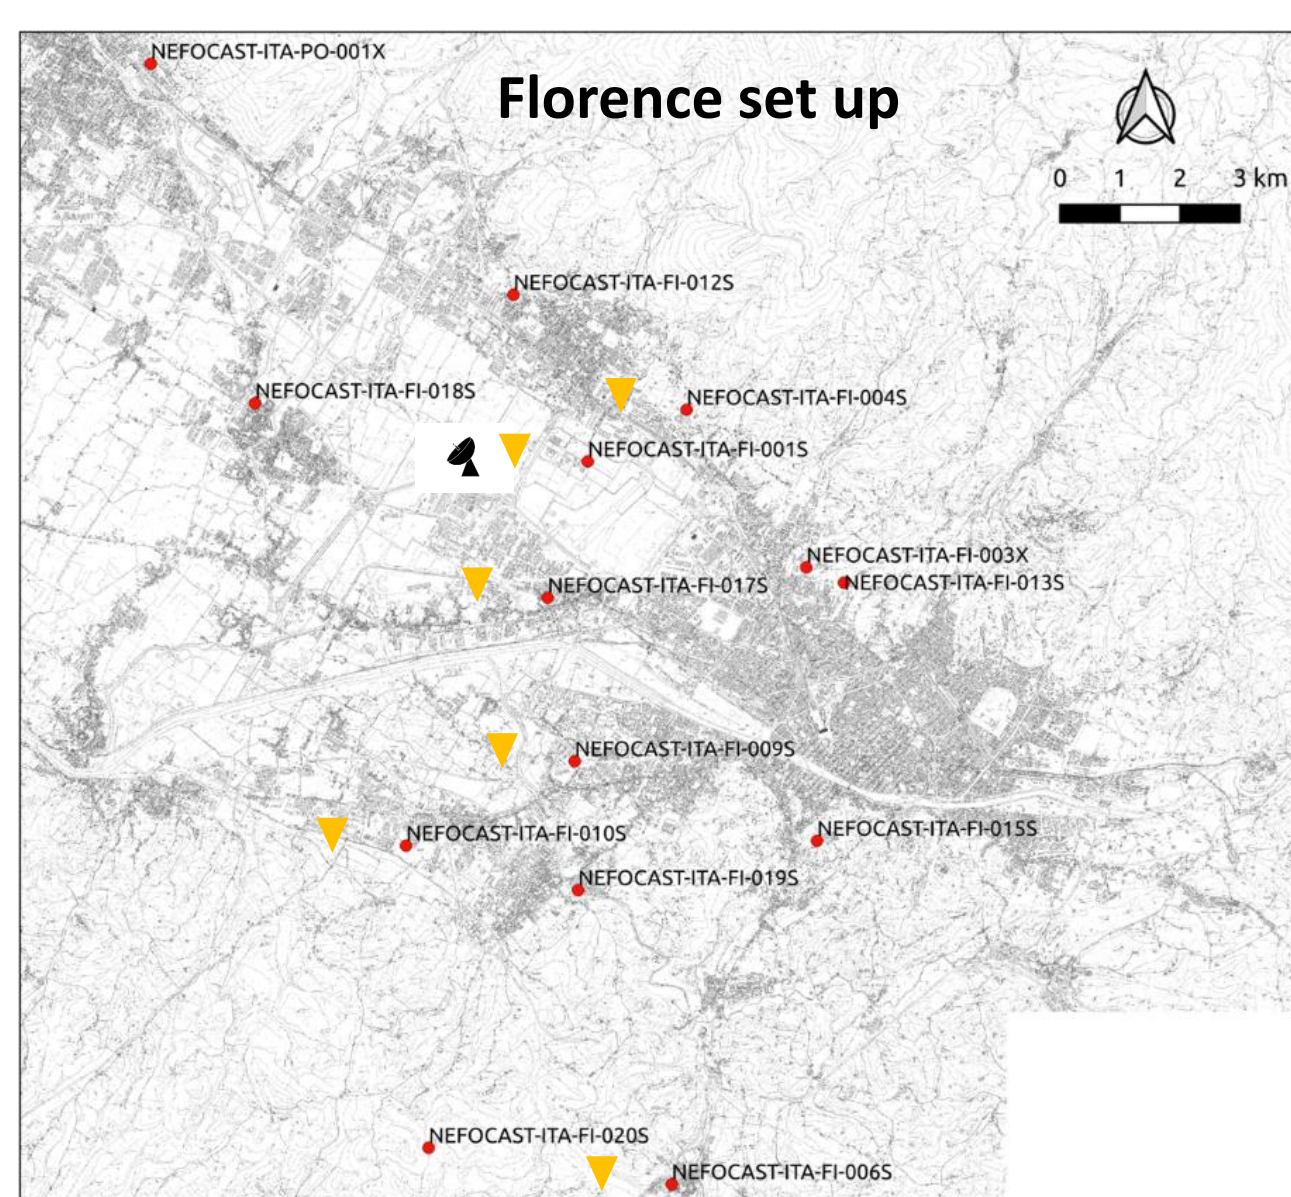 NEFOCAST-ITA-PO-001X
Florence set up
0 1 2 3 km
NEFOCAST-ITA-FI-012S
NEFOCAST-ITA-FI-018S
NEFOCAST-ITA-FI-004S
NEFOCAST-ITA-FI-001S
NEFOCAST-ITA-FI-003X
NEFOCAST-ITA-FI-013S
NEFOCAST-ITA-FI-017S
NEFOCAST-ITA-FI-009S
NEFOCAST-ITA-FI-010S
NEFOCAST-ITA-FI-015S
NEFOCAST-ITA-FI-019S
NEFOCAST-ITA-FI-020S
NEFOCAST-ITA-FI-006S